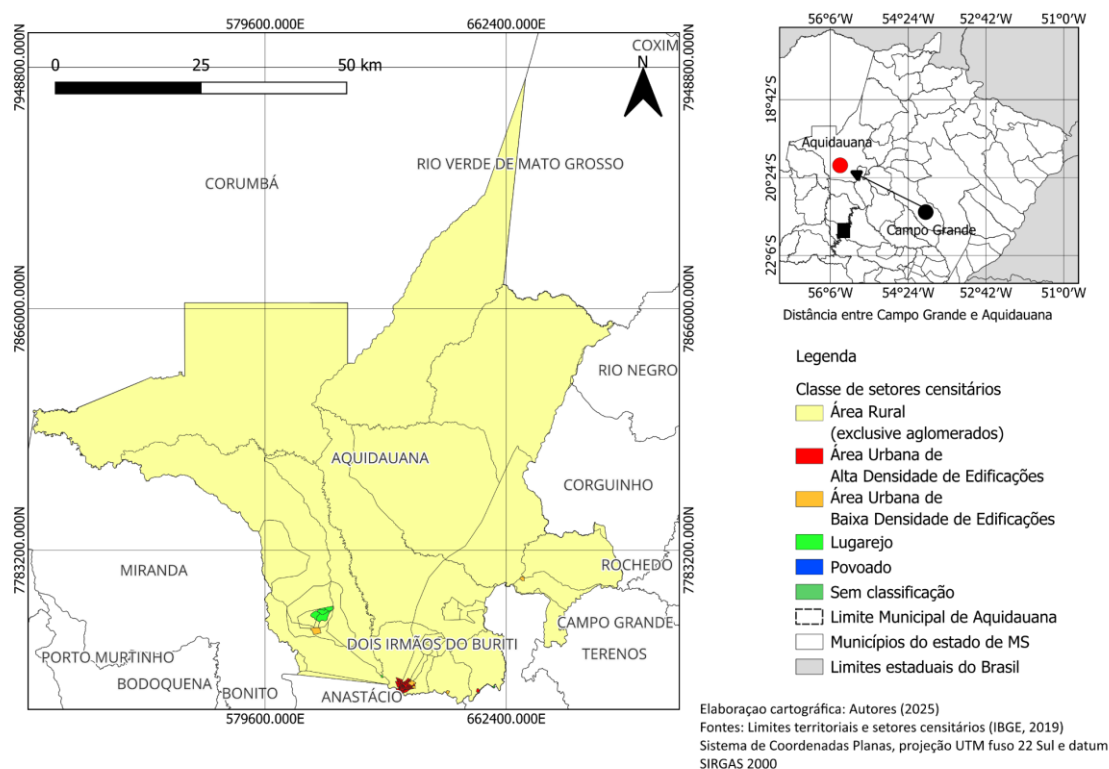 579600.000E
662400.000E
7948800.000N
7866000.000N
7783200.000N
0
25
50 km
N
COXIM
RIO VERDE DE MATO GROSSO
CORUMBÁ
RIO NEGRO
AQUIDAUANA
CORGUINHO
ROCHEDO
MIRANDA
CAMPO GRANDE
DOIS IRMÃOS DO BURITI
TERENOS
PORTO MURTINHO
BODOQUENA
BONITO
ANASTÁCIO
7948800.000N
7866000.000N
7783200.000N
579600.000E
662400.000E
56°6'W
54°24'W
52°42'W
51°0'W
18°42'S
20°24'S
22°6'S
Aquidauana
Campo Grande
18°42'S
20°24'S
22°6'S
56°6'W
54°24'W
52°42'W
51°0'W
Distância entre Campo Grande e Aquidauana
Legenda
Classe de setores censitários
Área Rural
(exclusive aglomerados)
Área Urbana de
Alta Densidade de Edificações
Área Urbana de
Baixa Densidade de Edificações
Lugarejo
Povoado
Sem classificação
Limite Municipal de Aquidauana
Municípios do estado de MS
Limites estaduais do Brasil
Elaboraçao cartográfica: Autores (2025)
Fontes: Limites territoriais e setores censitários (IBGE, 2019)
Sistema de Coordenadas Planas, projeção UTM fuso 22 Sul e datum
SIRGAS 2000